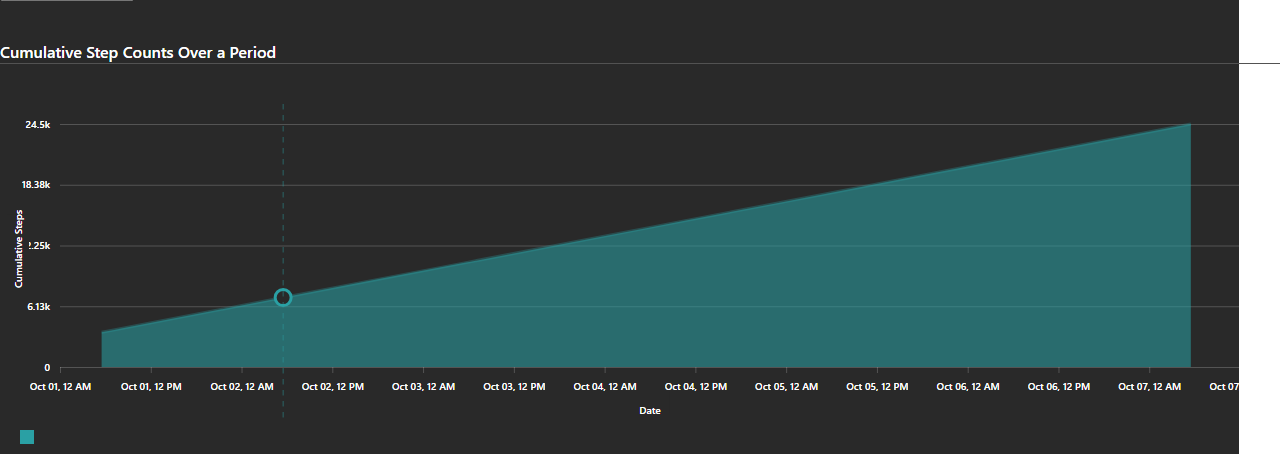 Cumulative Step Counts Over a Period
24.5k
18.38k
.25k
6.13k
0
Cumulative Steps
Oct 01, 12 AM Oct 01, 12 PM Oct 02, 12 AM Oct 02, 12 PM Oct 03, 12 AM Oct 03, 12 PM Oct 04, 12 AM Oct 04, 12 PM Oct 05, 12 AM Oct 05, 12 PM Oct 06, 12 AM Oct 06, 12 PM Oct 07, 12 AM Oct 07
Date